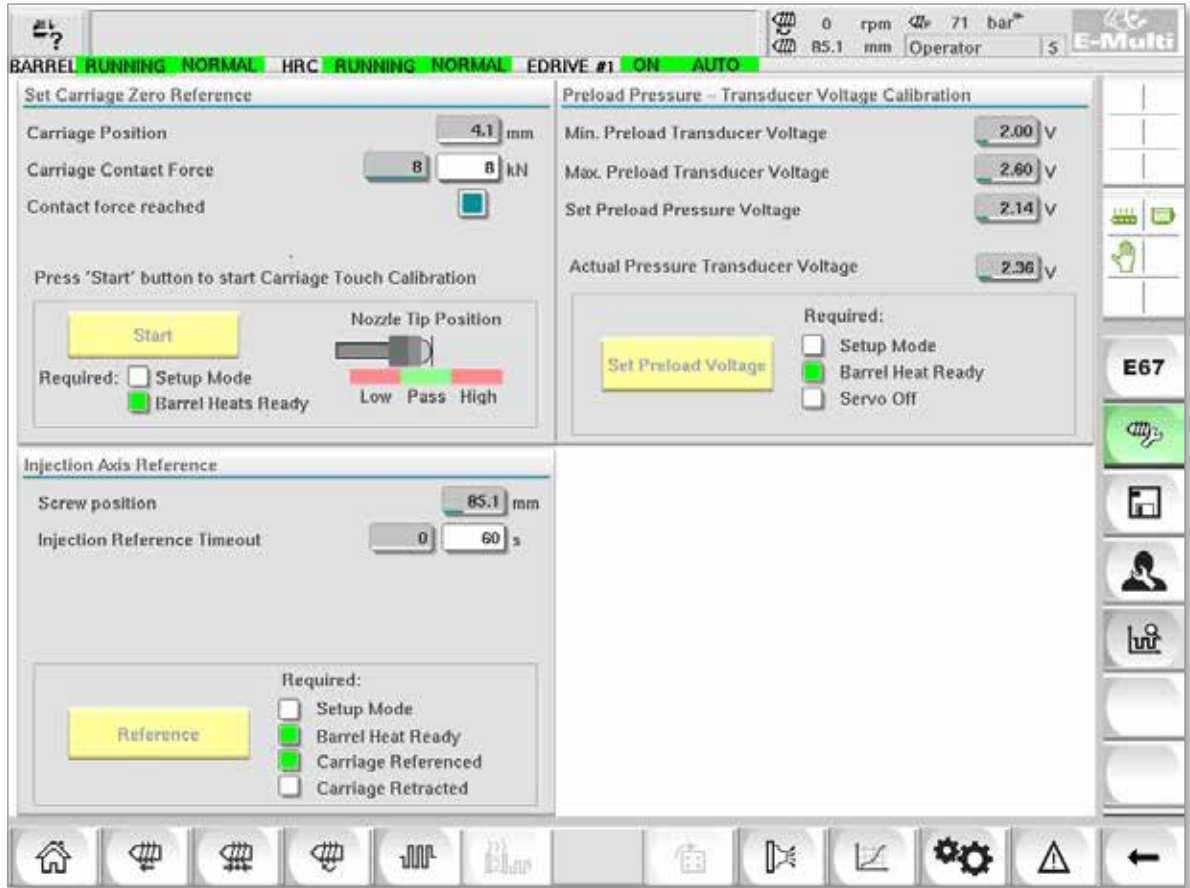 ?
0 rpm 71 bar
85.1 mm Operator 5
E-Multi
BARREL RUNNING NORMAL HRC RUNNING NORMAL EDRIVE #1 ON AUTO
Set Carriage Zero Reference
Carriage Position 4.1 mm
Carriage Contact Force 8 8 kN
Contact force reached
Press 'Start' button to start Carriage Touch Calibration
Start
Nozzle Tip Position
Required: Setup Mode
Barrel Heats Ready
Low Pass High
Preload Pressure – Transducer Voltage Calibration
Min. Preload Transducer Voltage 2.00 V
Max. Preload Transducer Voltage 2.60 V
Set Preload Pressure Voltage 2.14 V
Actual Pressure Transducer Voltage 2.36 V
Set Preload Voltage
Required:
Setup Mode
Barrel Heat Ready
Servo Off
Injection Axis Reference
Screw position 85.1 mm
Injection Reference Timeout 0 60 s
Reference
Required:
Setup Mode
Barrel Heat Ready
Carriage Referenced
Carriage Retracted
E67